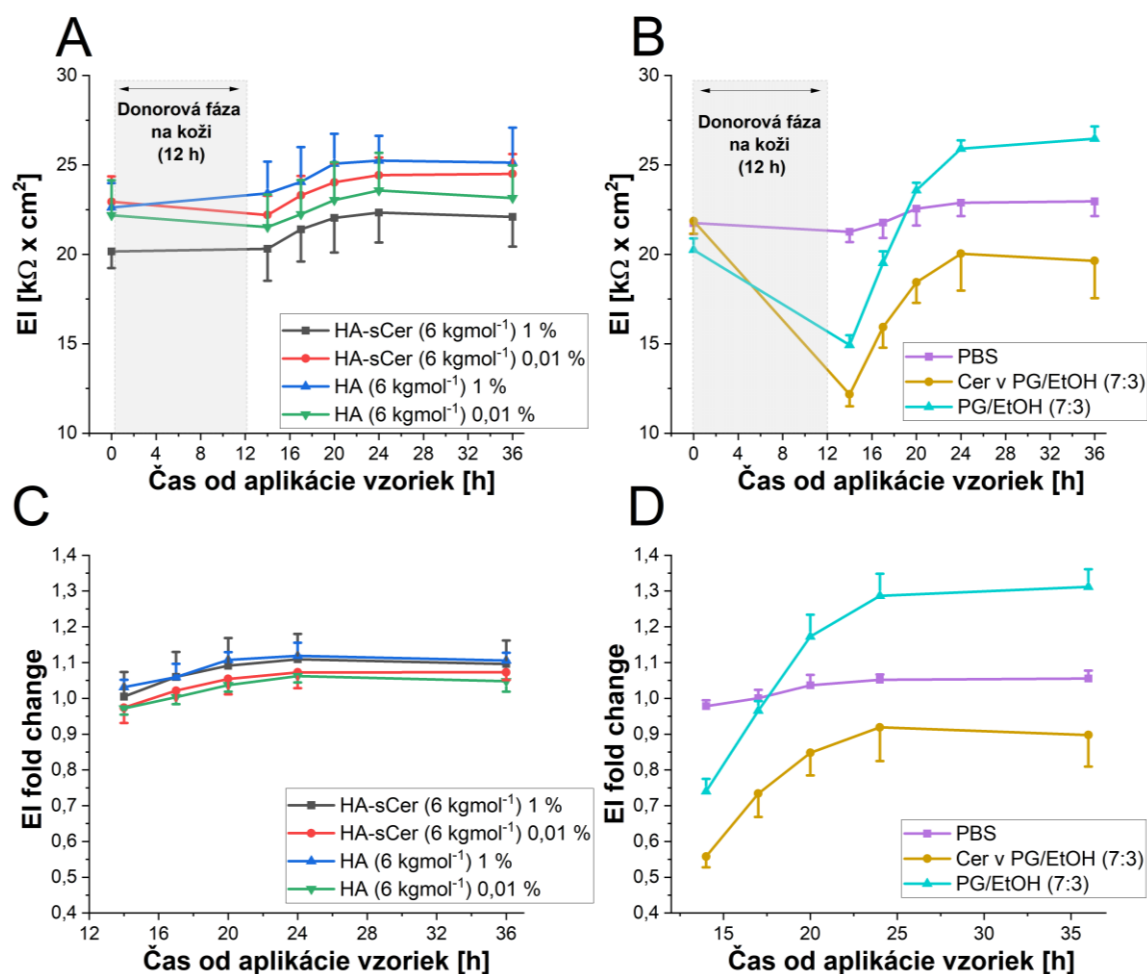 A
B
30
25
20
15
10
EI [kΩ x cm²]
Donorová fáza
na koži
(12 h)
HA-sCer (6 kgmol⁻¹) 1 %
HA-sCer (6 kgmol⁻¹) 0,01 %
HA (6 kgmol⁻¹) 1 %
HA (6 kgmol⁻¹) 0,01 %
0 4 8 12 16 20 24 28 32 36
Čas od aplikácie vzoriek [h]
30
25
20
15
10
EI [kΩ x cm²]
Donorová fáza
na koži
(12 h)
PBS
Cer v PG/EtOH (7:3)
PG/EtOH (7:3)
0 4 8 12 16 20 24 28 32 36
Čas od aplikácie vzoriek [h]
C
D
1,4
1,3
1,2
1,1
1,0
0,9
0,8
0,7
0,6
0,5
0,4
EI fold change
HA-sCer (6 kgmol⁻¹) 1 %
HA-sCer (6 kgmol⁻¹) 0,01 %
HA (6 kgmol⁻¹) 1 %
HA (6 kgmol⁻¹) 0,01 %
12 16 20 24 28 32 36
Čas od aplikácie vzoriek [h]
1,4
1,3
1,2
1,1
1,0
0,9
0,8
0,7
0,6
0,5
0,4
EI fold change
PBS
Cer v PG/EtOH (7:3)
PG/EtOH (7:3)
15 20 25 30 35
Čas od aplikácie vzoriek [h]